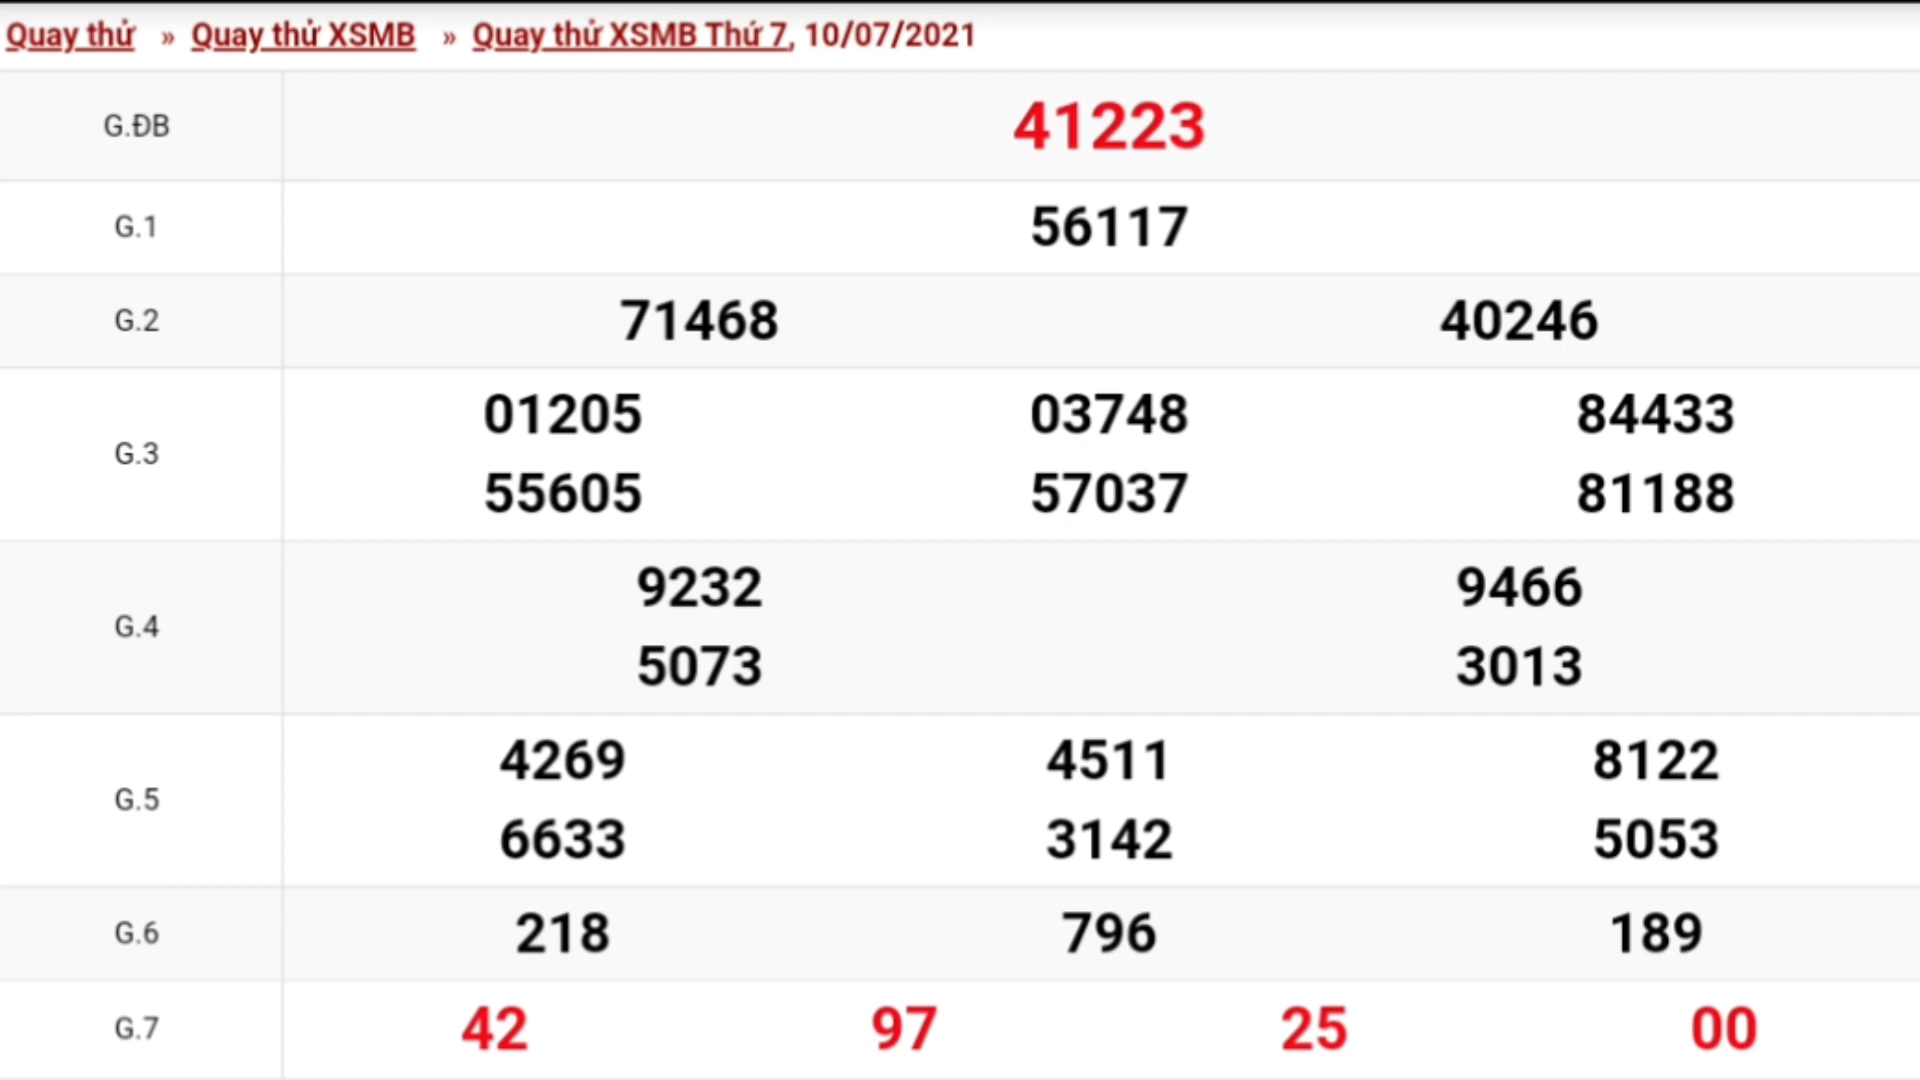 Quay thử » Quay thử XSMB » Quay thử XSMB Thứ 7, 10/07/2021
G.ĐB 41223
G.1 56117
G.2 71468 40246
G.3 01205 03748 84433
55605 57037 81188
G.4 9232 9466
5073 3013
G.5 4269 4511 8122
6633 3142 5053
G.6 218 796 189
G.7 42 97 25 00